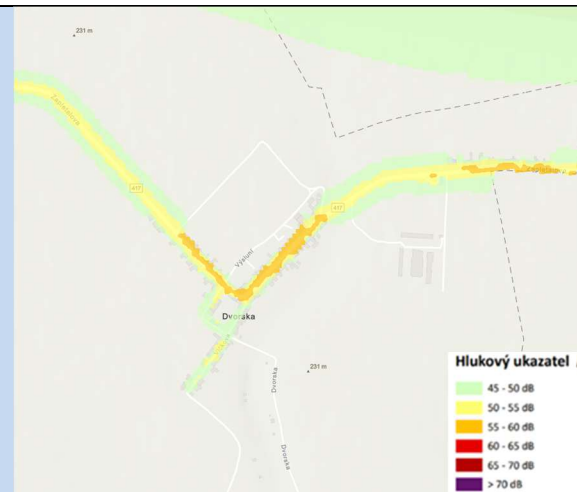 231 m
Zapletalova
417
417
Výsluní
Dvorska
231 m
Dvorska
Dvorska
Hlukový ukazatel
45 - 50 dB
50 - 55 dB
55 - 60 dB
60 - 65 dB
65 - 70 dB
> 70 dB